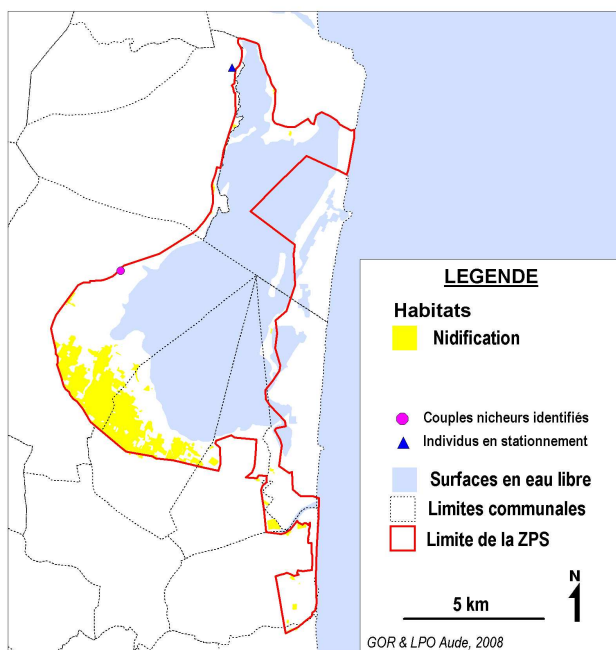 LEGENDE
Habitats
Nidification
Couples nicheurs identifiés
Individus en stationnement
Surfaces en eau libre
Limites communales
Limite de la ZPS
N
5 km
GOR & LPO Aude, 2008